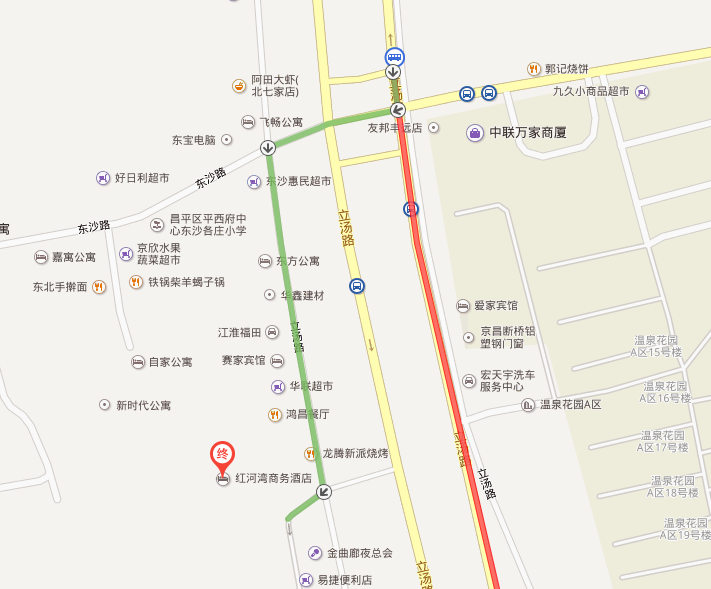 阿田大虾(
北七家店)
郭记烧饼
九久小商品超市
飞畅公寓
友邦丰远店
中联万家商厦
东宝电脑
好日利超市
东沙路
东沙惠民超市
昌平区平西府中
心东沙各庄小学
立汤路
寓
东沙路
嘉寓公寓
京欣水果
蔬菜超市
东方公寓
东北手擀面
铁锅柴羊蝎子锅
华鑫建材
爱家宾馆
江淮福田
立汤路
京昌断桥铝
塑钢门窗
温泉花园
A区15号楼
自家公寓
赛家宾馆
宏天宇洗车
服务中心
华联超市
温泉花园
A区16号楼
新时代公寓
鸿昌餐厅
温泉花园A区
温泉花园
A区17号楼
终
龙腾新派烧烤
立汤路
红河湾商务酒店
立汤路
温泉花园
A区18号楼
温泉花园
A区19号楼
金曲廊夜总会
易捷便利店
立汤路